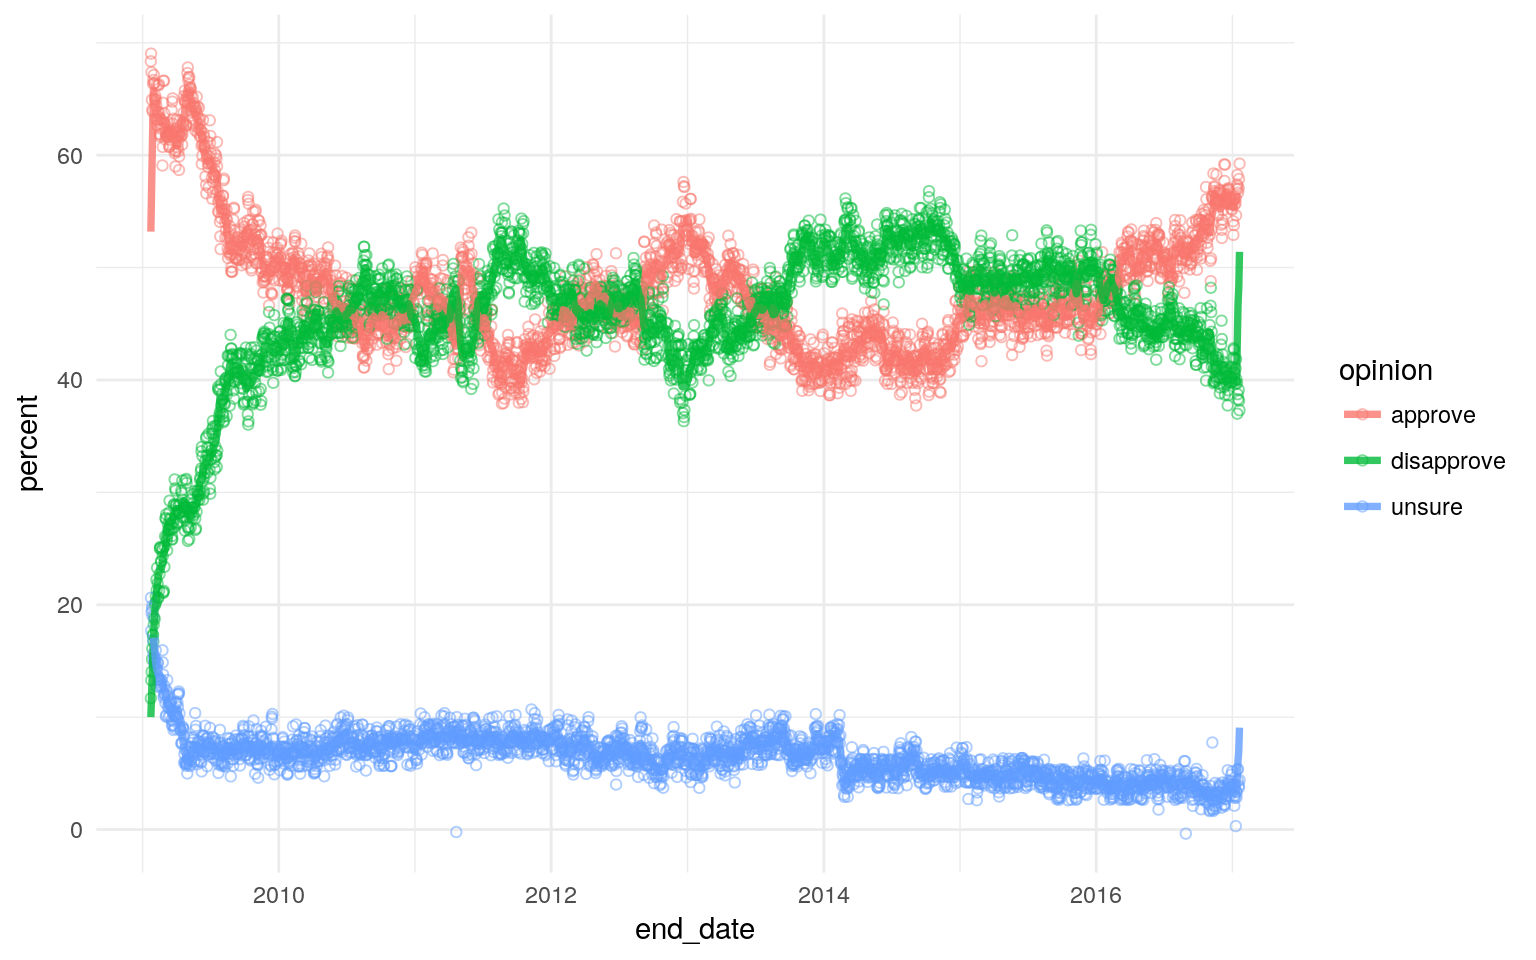 60
40
20
0
percent
2010 2012 2014 2016
end_date
opinion
approve
disapprove
unsure